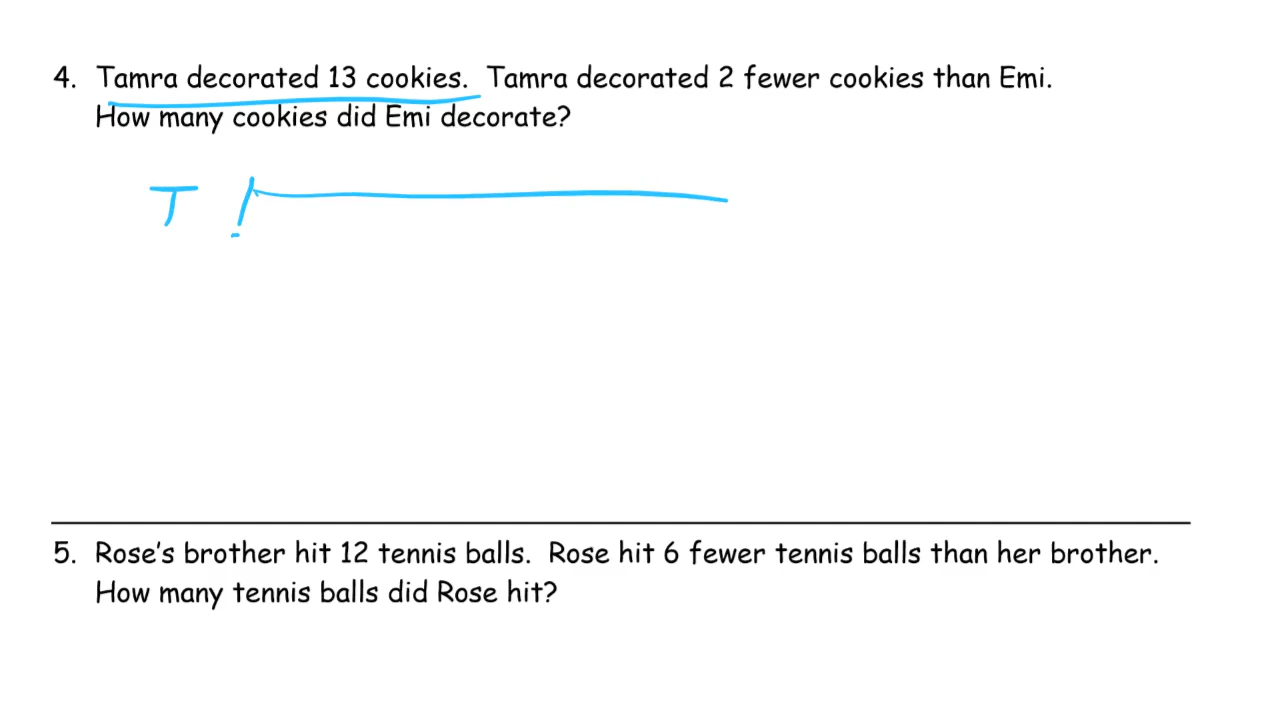 4. Tamra decorated 13 cookies. Tamra decorated 2 fewer cookies than Emi.
How many cookies did Emi decorate?
T
5. Rose's brother hit 12 tennis balls. Rose hit 6 fewer tennis balls than her brother.
How many tennis balls did Rose hit?